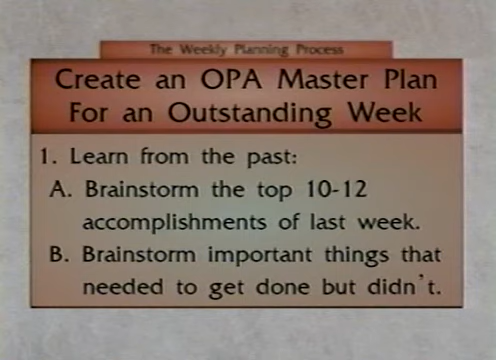 The Weekly Planning Process
Create an OPA Master Plan
For an Outstanding Week
1. Learn from the past:
A. Brainstorm the top 10-12
accomplishments of last week.
B. Brainstorm important things that
needed to get done but didn't.